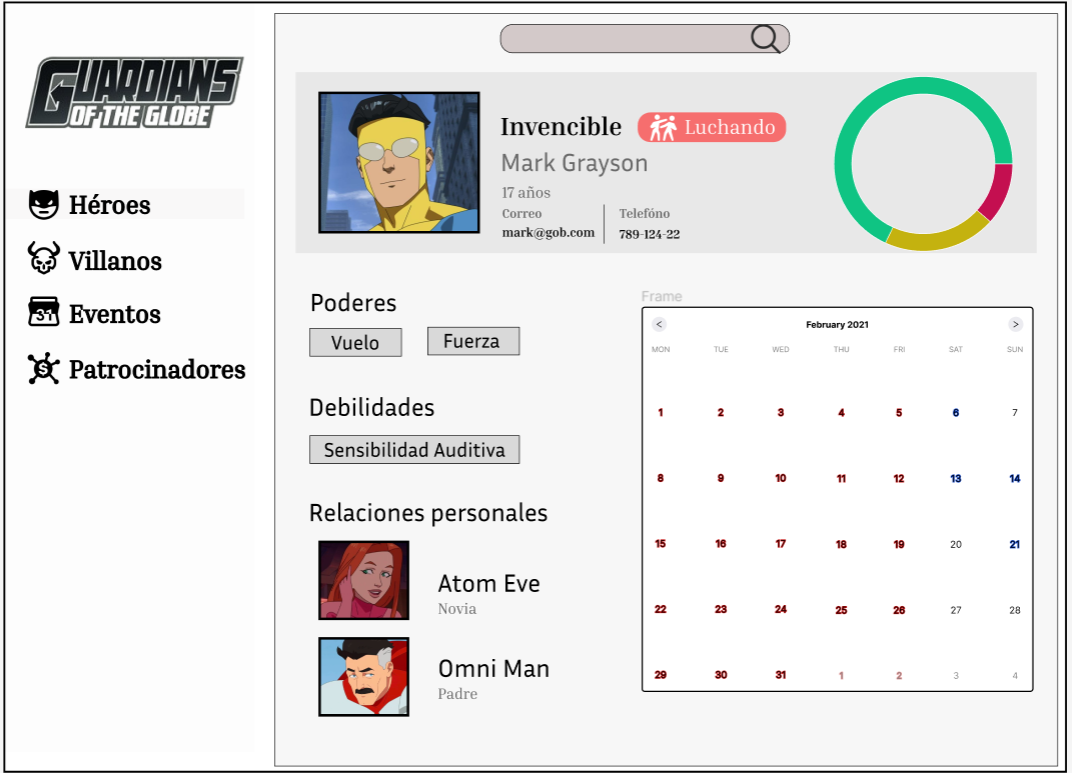 GUARDIANS
OF THE GLOBE
Héroes
Villanos
31
Eventos
$
Patrocinadores
Invencible
Luchando
Mark Grayson
17 años
Correo
Telefóno
mark@gob.com
789-124-22
Poderes
Vuelo
Fuerza
Debilidades
Sensibilidad Auditiva
Relaciones personales
Atom Eve
Novia
Omni Man
Padre
Frame
< February 2021 >
MON TUE WED THU FRI SAT SUN
1 2 3 4 5 6 7
8 9 10 11 12 13 14
15 16 17 18 19 20 21
22 23 24 25 26 27 28
29 30 31 1 2 3 4